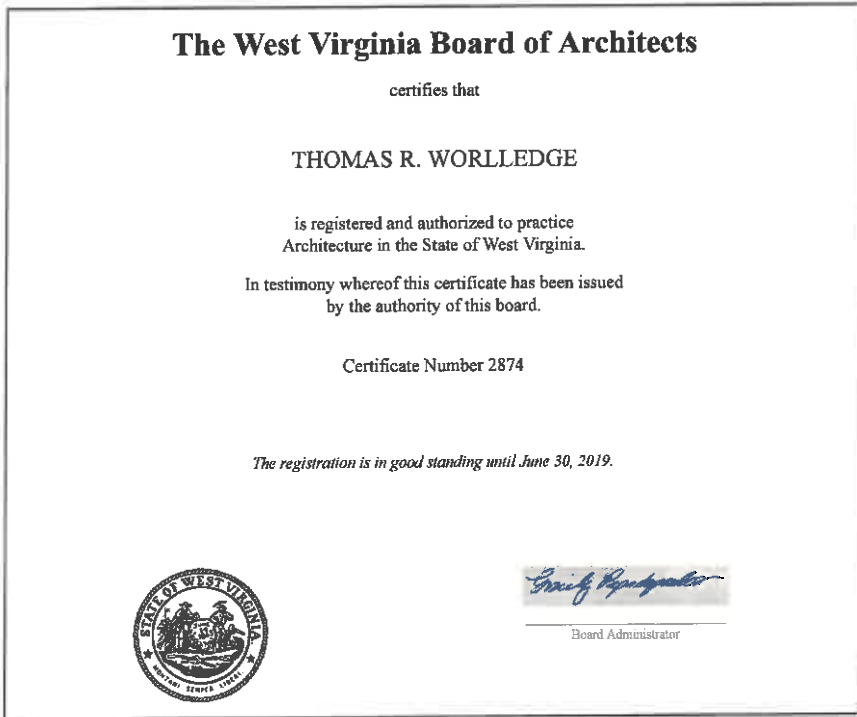 The West Virginia Board of Architects
certifies that
THOMAS R. WORLLEDGE
is registered and authorized to practice
Architecture in the State of West Virginia.
In testimony whereof this certificate has been issued
by the authority of this board.
Certificate Number 2874
The registration is in good standing until June 30, 2019.
STATE OF WEST VIRGINIA.
MONTANI SEMPER LIBERI.
Board Administrator